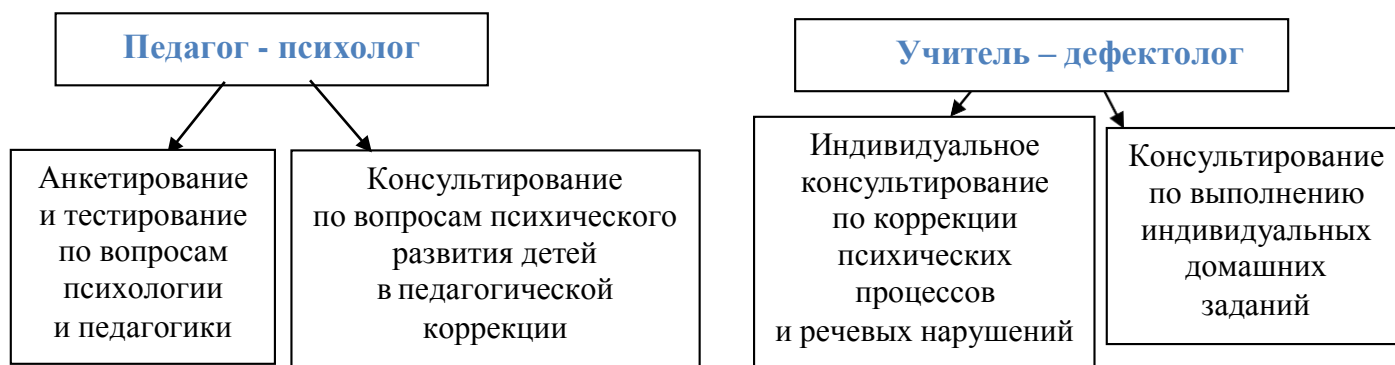 Педагог - психолог
Анкетирование
и тестирование
по вопросам
психологии
и педагогики
Консультирование
по вопросам психического
развития детей
в педагогической
коррекции
Учитель – дефектолог
Индивидуальное
консультирование
по коррекции
психических
процессов
и речевых нарушений
Консультирование
по выполнению
индивидуальных
домашних
заданий